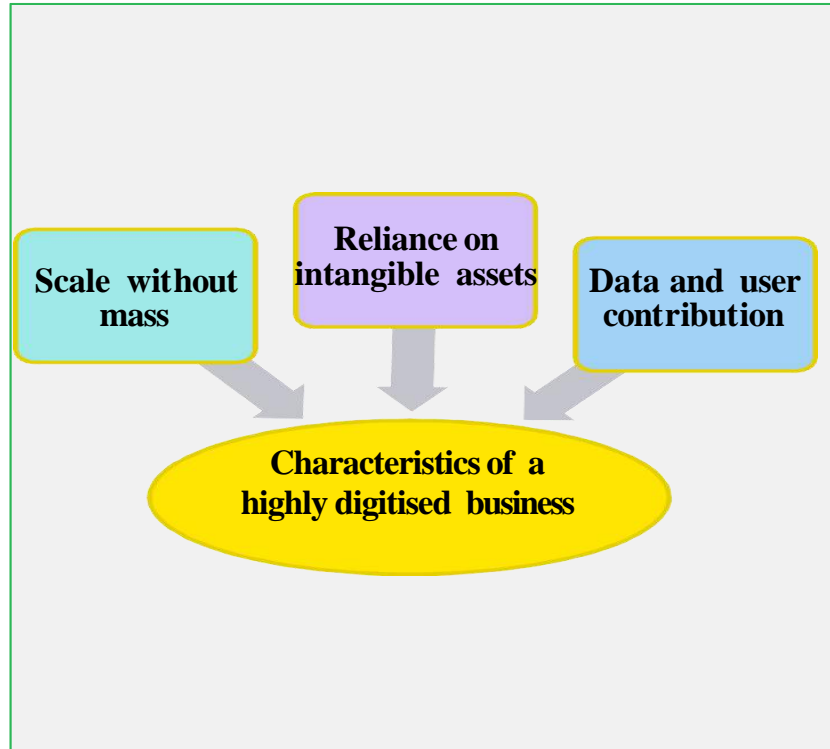 Scale without
mass
Reliance on
intangible assets
Data and user
contribution
Characteristics of a
highly digitised business